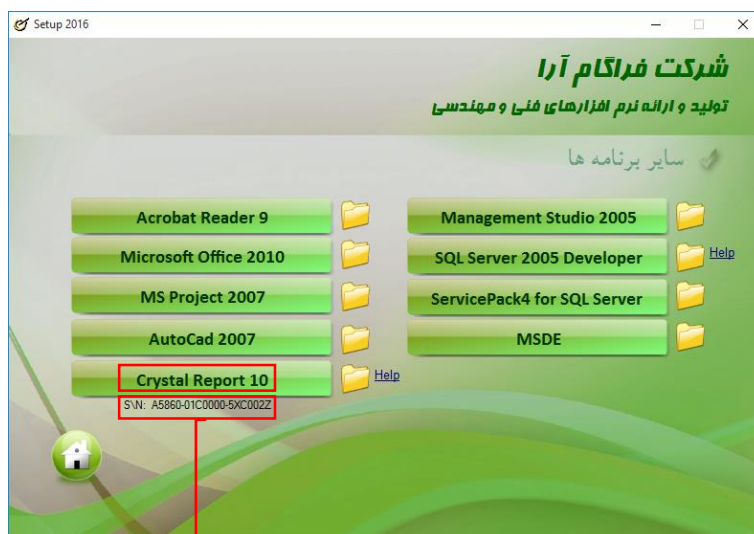 Setup 2016
شرکت فراگام آرا
تولید و ارائه نرم افزارهای فنی و مهندسی
سایر برنامه ها
Acrobat Reader 9
Management Studio 2005
Microsoft Office 2010
SQL Server 2005 Developer
Help
MS Project 2007
ServicePack4 for SQL Server
AutoCad 2007
MSDE
Crystal Report 10
Help
S\N: A5860-01C0000-5XC002Z